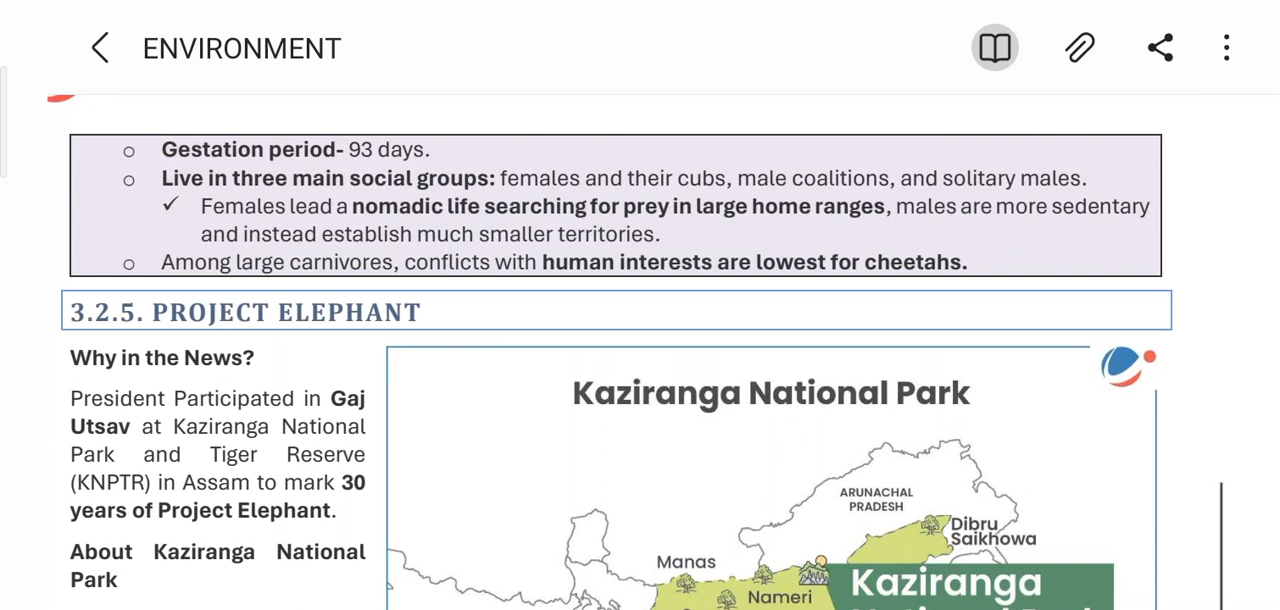 ENVIRONMENT
o Gestation period- 93 days.
o Live in three main social groups: females and their cubs, male coalitions, and solitary males.
✓ Females lead a nomadic life searching for prey in large home ranges, males are more sedentary
and instead establish much smaller territories.
o Among large carnivores, conflicts with human interests are lowest for cheetahs.
3.2.5. PROJECT ELEPHANT
Why in the News?
President Participated in Gaj
Utsav at Kaziranga National
Park and Tiger Reserve
(KNPTR) in Assam to mark 30
years of Project Elephant.
About Kaziranga National
Park
Kaziranga National Park
ARUNACHAL
PRADESH
Dibru
Saikhowa
Manas
Nameri
Kaziranga